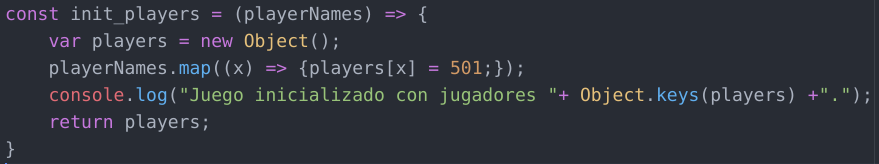 const init_players = (playerNames) => {
    var players = new Object();
    playerNames.map((x) => {players[x] = 501;});
    console.log("Juego inicializado con jugadores "+ Object.keys(players) +".");
    return players;
}